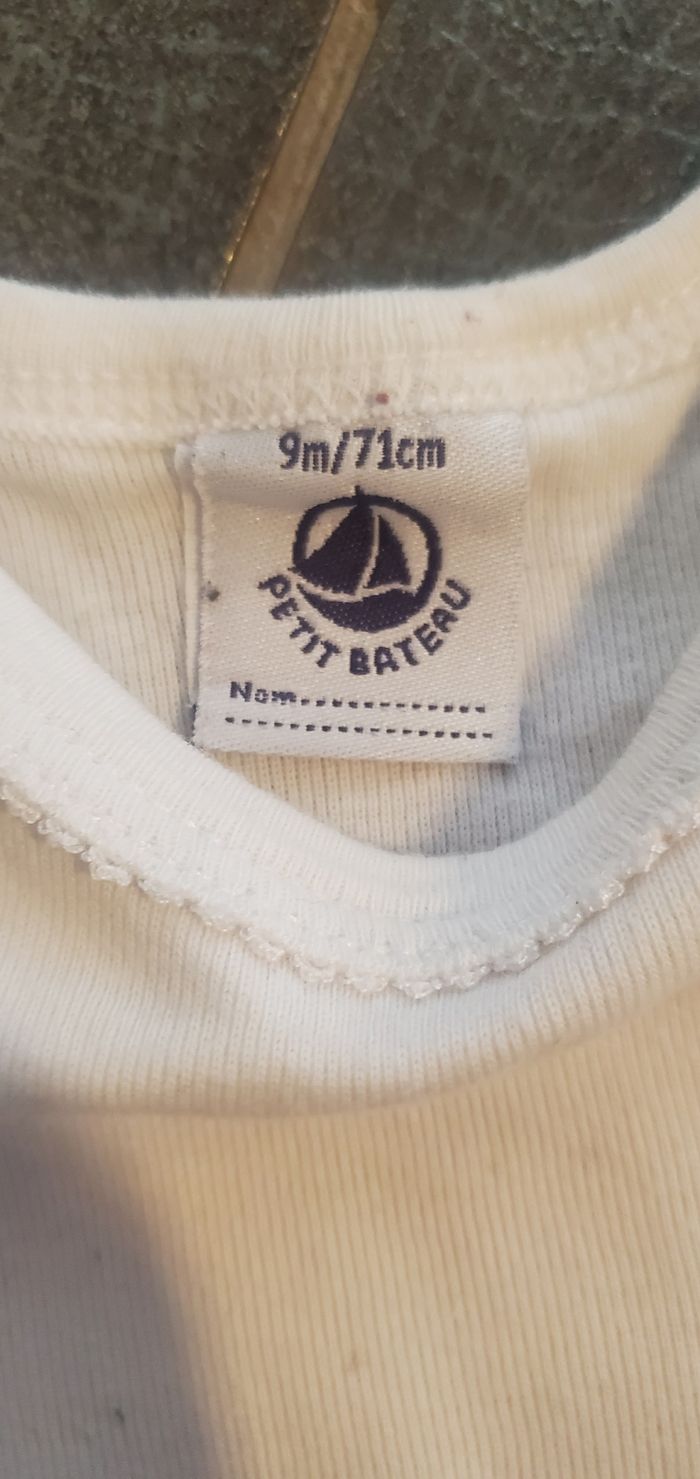 9m/71cm
PETIT BATEAU
Nom.............
....................